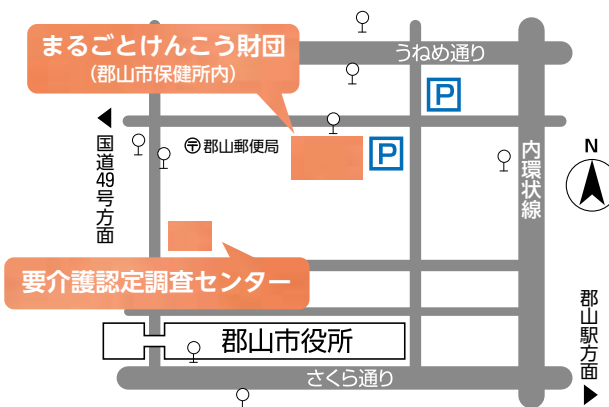 まるごとけんこう財団
(郡山市保健所内)
うねめ通り
P
国道49号方面
〒郡山郵便局
P
内環状線
N
要介護認定調査センター
郡山市役所
郡山駅方面
さくら通り